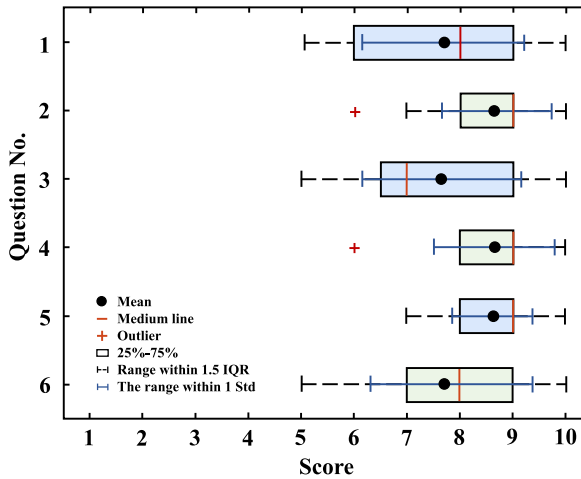 Question No.
1
2
3
4
5
6
Mean
Medium line
Outlier
25%-75%
Range within 1.5 IQR
The range within 1 Std
1 2 3 4 5 6 7 8 9 10
Score